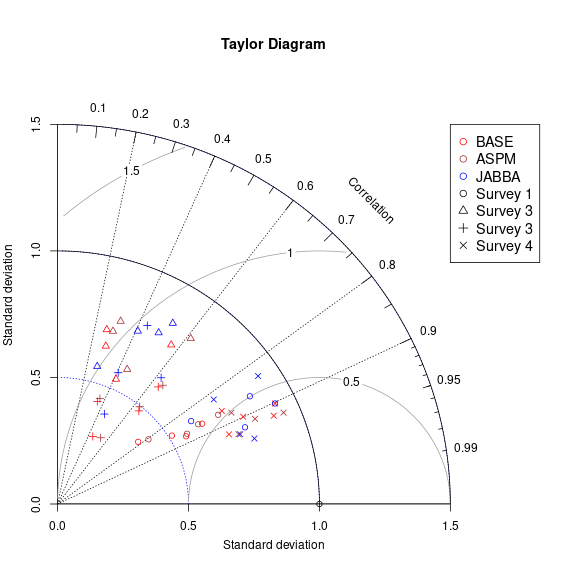 Taylor Diagram
0.1
0.2
0.3
0.4
0.5
0.6
0.7
0.8
0.9
0.95
0.99
Correlation
1.5
1
0.5
1.5
1.0
0.5
0.0
Standard deviation
0.0
0.5
1.0
1.5
Standard deviation
BASE
ASPM
JABBA
Survey 1
Survey 3
Survey 3
Survey 4